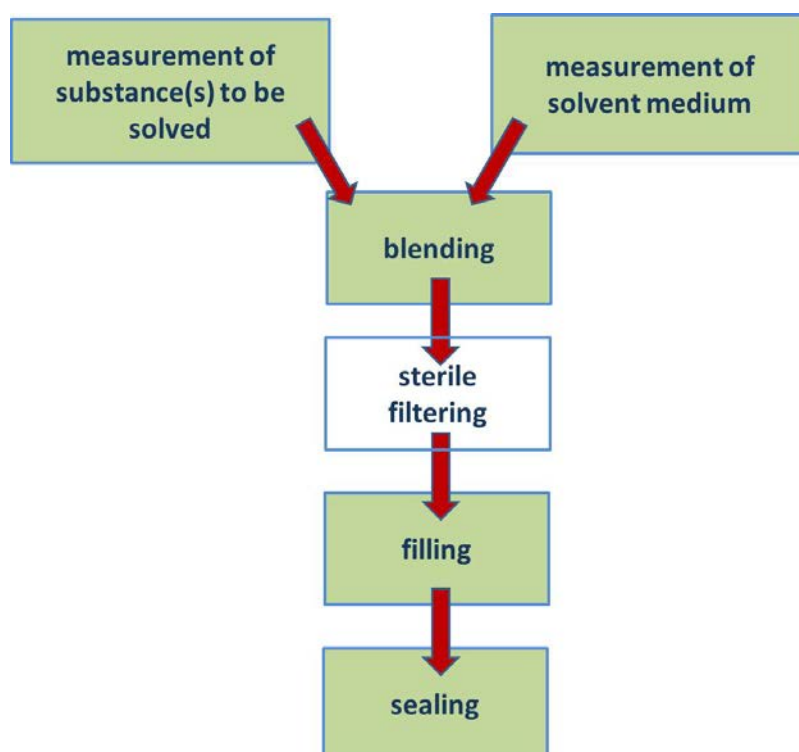 measurement of
substance(s) to be
solved
measurement of
solvent medium
blending
sterile
filtering
filling
sealing